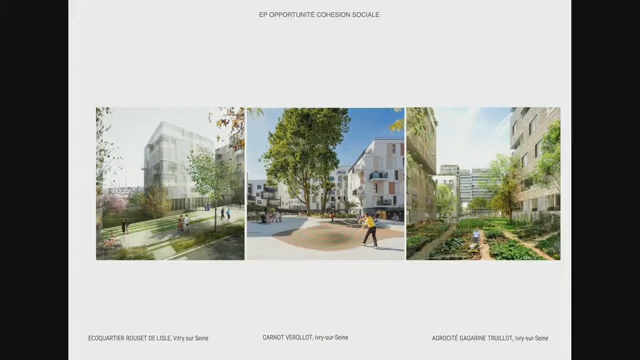 EP OPPORTUNITÉ COHESION SOCIALE
ECOQUARTIER ROUGET DE LISLE, Vitry sur Seine
CARNOT VEROLLOT, Ivry-sur-Seine
AGROCITÉ GAGARINE TRUILLOT, Ivry-sur-Seine